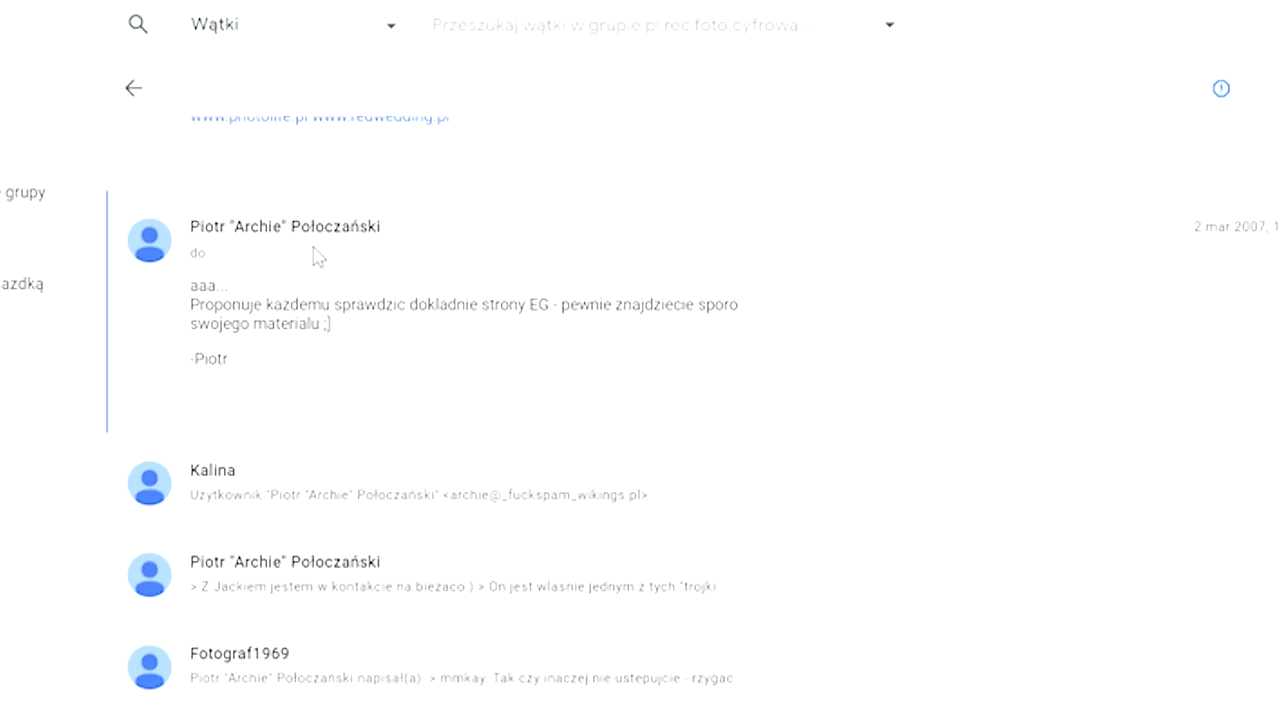 Wątki
Przeszukaj wątki w grupie pl rec foto.cyfrowa...
www.photolife.pl www.redwedding.pl
grupy
Piotr "Archie" Połoczański
2 mar 2007, 1
do
azdką
aaa...
Proponuje kazdemu sprawdzic dokladnie strony EG - pewnie znajdziecie sporo
swojego materialu ;]
-Piotr
Kalina
Użytkownik "Piotr "Archie" Połoczański" <archie@_fuckspam_wikings pl>
Piotr "Archie" Połoczański
> Z Jackiem jestem w kontakcie na biezaco ) > On jest wlasnie jednym z tych "trojki
Fotograf1969
Piotr "Archie" Połoczański napisał(a) > mmkay. Tak czy inaczej nie ustepujcie - rzygac